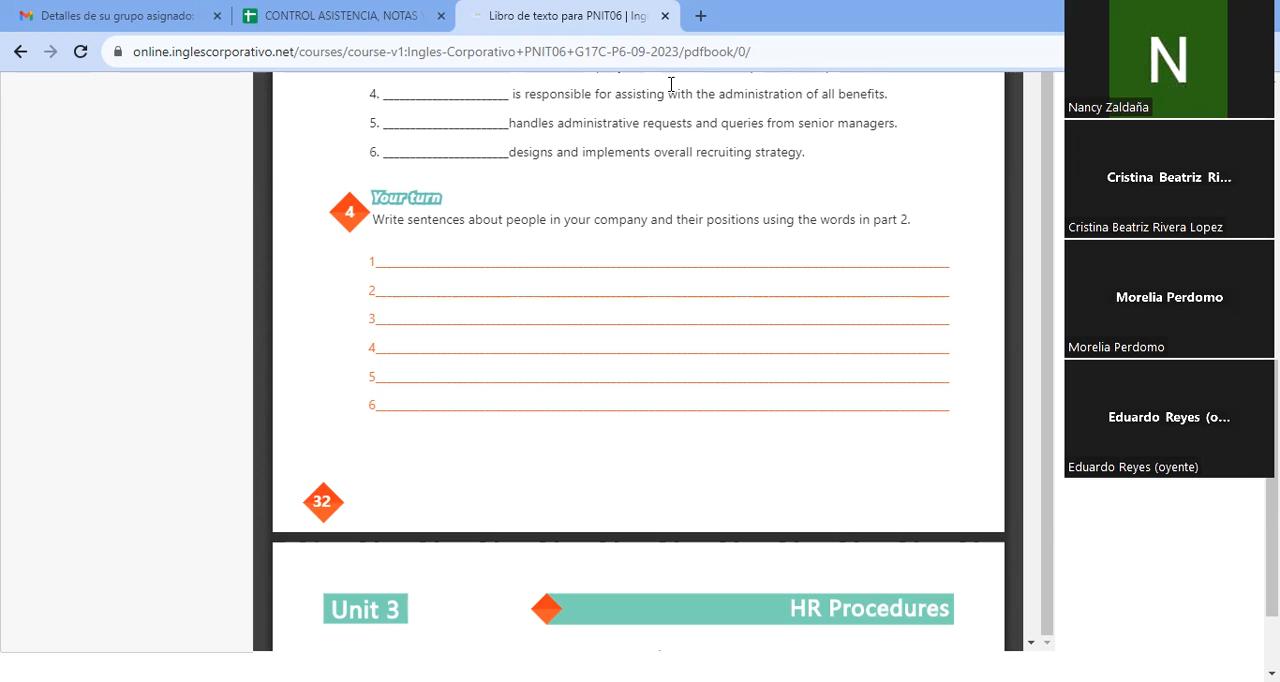 Detalles de su grupo asignado:
CONTROL ASISTENCIA, NOTAS Y
Libro de texto para PNIT06 | Ing
online.inglescorporativo.net/courses/course-v1:Ingles-Corporativo+PNIT06+G17C-P6-09-2023/pdfbook/0/
4. ______________________ is responsible for assisting with the administration of all benefits.
5. ______________________handles administrative requests and queries from senior managers.
6. ______________________designs and implements overall recruiting strategy.
Your turn
4
Write sentences about people in your company and their positions using the words in part 2.
1
2
3
4
5
6
32
Unit 3
HR Procedures
N
Nancy Zaldaña
Cristina Beatriz Ri...
Cristina Beatriz Rivera Lopez
Morelia Perdomo
Morelia Perdomo
Eduardo Reyes (o...
Eduardo Reyes (oyente)